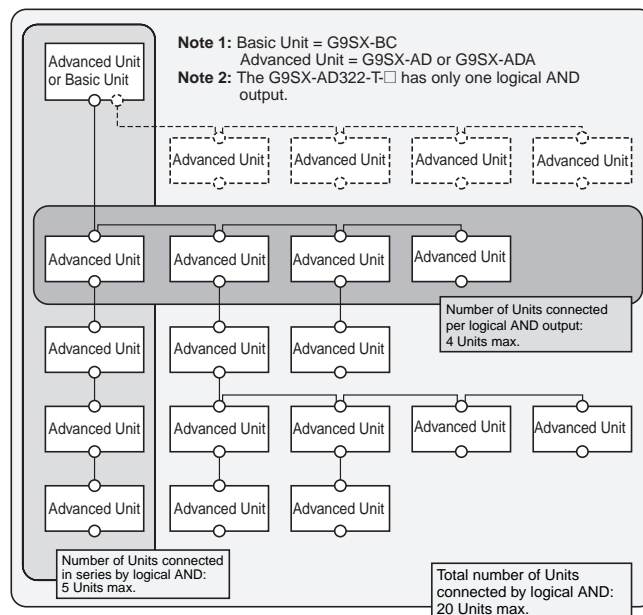 Advanced Unit
or Basic Unit
Note 1: Basic Unit = G9SX-BC
Advanced Unit = G9SX-AD or G9SX-ADA
Note 2: The G9SX-AD322-T-□ has only one logical AND
output.
Advanced Unit Advanced Unit Advanced Unit Advanced Unit
Advanced Unit Advanced Unit Advanced Unit Advanced Unit
Number of Units connected
per logical AND output:
4 Units max.
Advanced Unit Advanced Unit Advanced Unit
Advanced Unit Advanced Unit Advanced Unit Advanced Unit Advanced Unit
Advanced Unit Advanced Unit Advanced Unit
Number of Units connected
in series by logical AND:
5 Units max.
Total number of Units
connected by logical AND:
20 Units max.